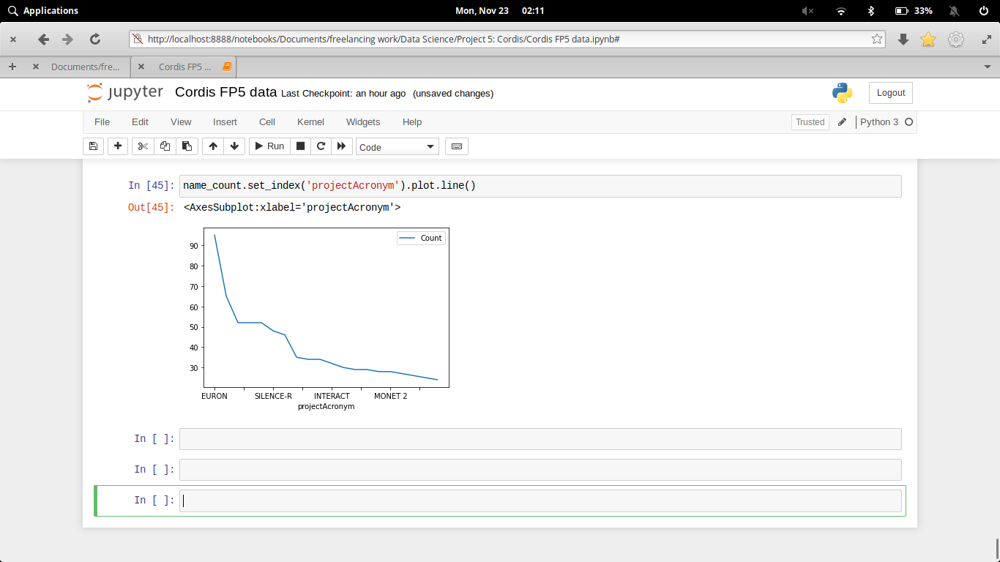 Applications Mon, Nov 23 02:11 33%
http://localhost:8888/notebooks/Documents/freelancing work/Data Science/Project 5: Cordis/Cordis FP5 data.ipynb#
Documents/fre... Cordis FP5 ...
jupyter Cordis FP5 data Last Checkpoint: an hour ago (unsaved changes) Logout
File Edit View Insert Cell Kernel Widgets Help Trusted Python 3
Run Code
In [45]: name_count.set_index('projectAcronym').plot.line()
Out[45]: <AxesSubplot:xlabel='projectAcronym'>
Count
90
80
70
60
50
40
30
EURON SILENCE-R INTERACT MONET 2
projectAcronym
In [ ]:
In [ ]:
In [ ]: